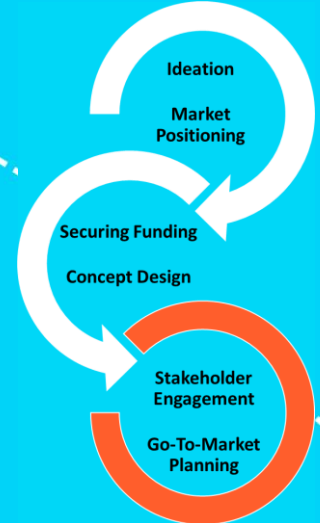 Ideation
Market
Positioning
Securing Funding
Concept Design
Stakeholder
Engagement
Go-To-Market
Planning